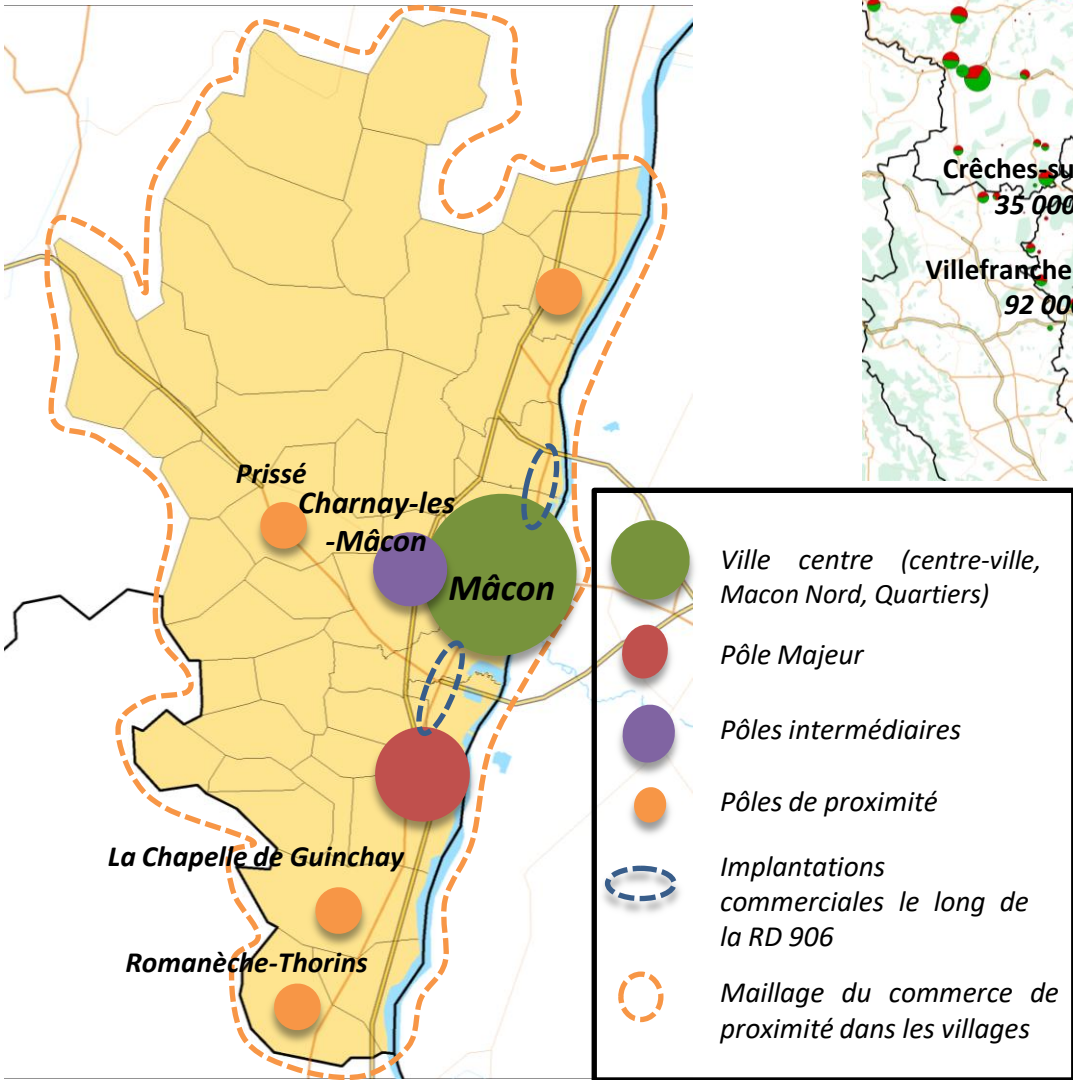 Crêches-su
35 000
Villefranche
92 000
Prissé
Charnay-les
-Mâcon
Mâcon
La Chapelle de Guinchay
Romanèche-Thorins
Ville centre (centre-ville,
Macon Nord, Quartiers)
Pôle Majeur
Pôles intermédiaires
Pôles de proximité
Implantations
commerciales le long de
la RD 906
Maillage du commerce de
proximité dans les villages